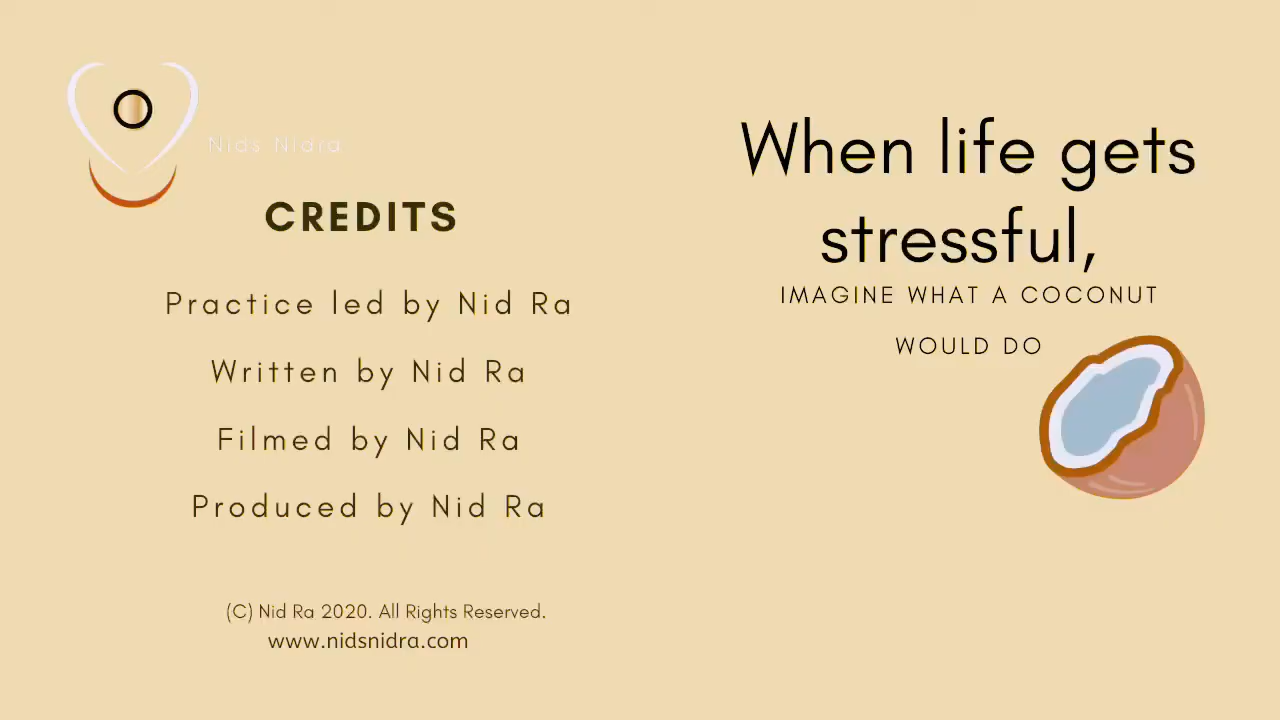 Nids Nidra
CREDITS
Practice led by Nid Ra
Written by Nid Ra
Filmed by Nid Ra
Produced by Nid Ra
(C) Nid Ra 2020. All Rights Reserved.
www.nidsnidra.com
When life gets
stressful,
IMAGINE WHAT A COCONUT
WOULD DO